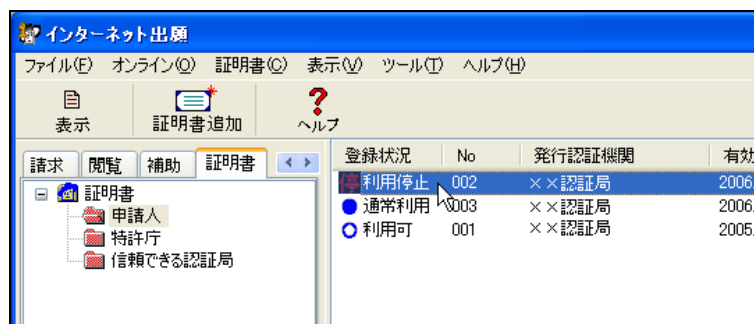 インターネット出願
ファイル(F) オンライン(O) 証明書(C) 表示(V) ツール(T) ヘルプ(H)
表示 証明書追加 ヘルプ
請求 閲覧 補助 証明書
証明書
申請人
特許庁
信頼できる認証局
登録状況 No 発行認証機関 有効
停 利用停止 002 ××認証局 2006.
通常利用 003 ××認証局 2006.
利用可 001 ××認証局 2005.